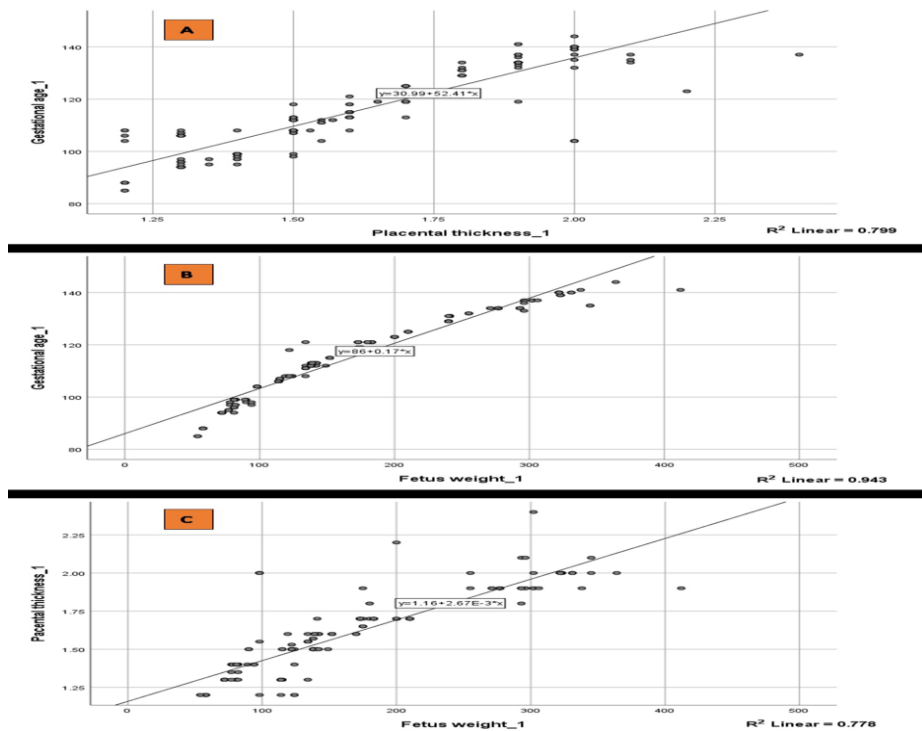 A
Gestational age_1
140
120
100
80
y=30.99+52.41*x
1.25 1.50 1.75 2.00 2.25
Placental thickness_1
R² Linear = 0.799
B
Gestational age_1
140
120
100
80
y=86+0.17*x
0 100 200 300 400 500
Fetus weight_1
R² Linear = 0.943
C
Pacental thickness_1
2.25
2.00
1.75
1.50
1.25
y=1.16+2.67E-3*x
0 100 200 300 400 500
Fetus weight_1
R² Linear = 0.778